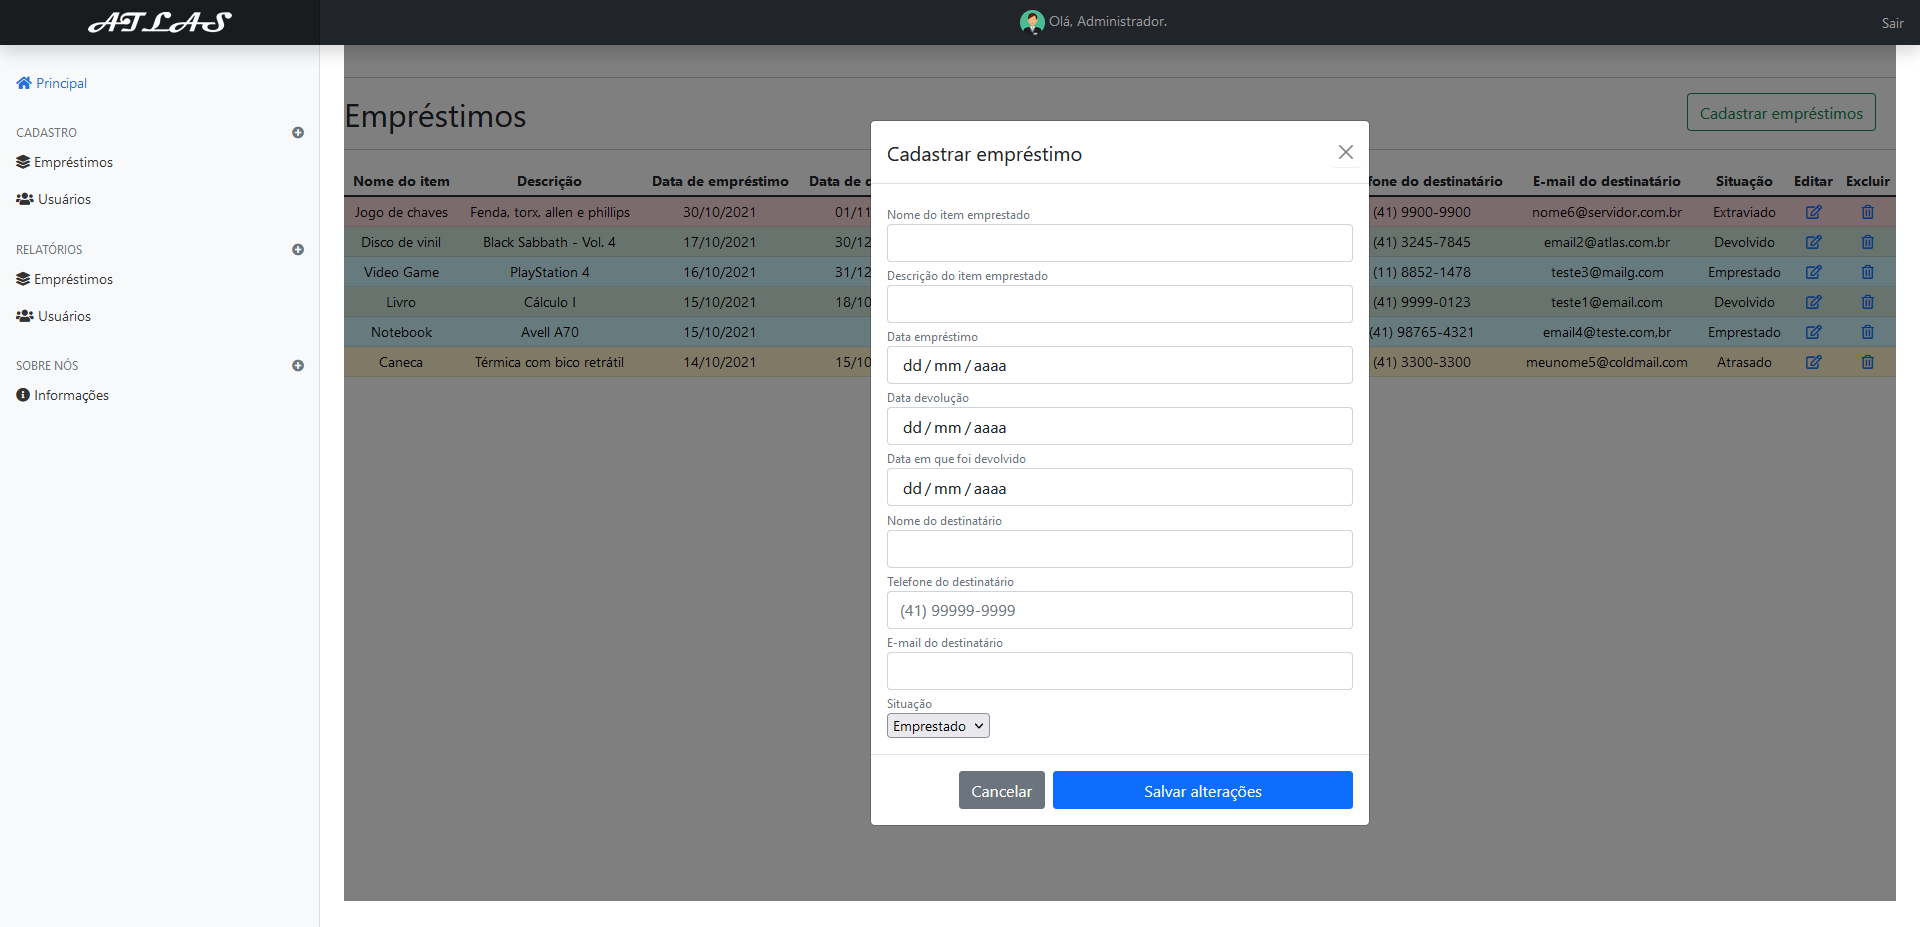 ATLAS
Olá, Administrador.
Sair
Principal
CADASTRO
Empréstimos
Usuários
RELATÓRIOS
Empréstimos
Usuários
SOBRE NÓS
Informações
Empréstimos
Cadastrar empréstimos
Nome do item Descrição Data de empréstimo Data de d fone do destinatário E-mail do destinatário Situação Editar Excluir
Jogo de chaves Fenda, torx, allen e phillips 30/10/2021 01/11 (41) 9900-9900 nome6@servidor.com.br Extraviado
Disco de vinil Black Sabbath - Vol. 4 17/10/2021 30/12 (41) 3245-7845 email2@atlas.com.br Devolvido
Video Game PlayStation 4 16/10/2021 31/12 (11) 8852-1478 teste3@mailg.com Emprestado
Livro Cálculo I 15/10/2021 18/10 (41) 9999-0123 teste1@email.com Devolvido
Notebook Avell A70 15/10/2021 (41) 98765-4321 email4@teste.com,br Emprestado
Caneca Térmica com bico retrátil 14/10/2021 15/10 (41) 3300-3300 meunome5@coldmail.com Atrasado
Cadastrar empréstimo
Nome do item emprestado
Descrição do item emprestado
Data empréstimo
dd/mm/aaaa
Data devolução
dd/mm/aaaa
Data em que foi devolvido
dd/mm/aaaa
Nome do destinatário
Telefone do destinatário
(41) 99999-9999
E-mail do destinatário
Situação
Emprestado
Cancelar
Salvar alterações